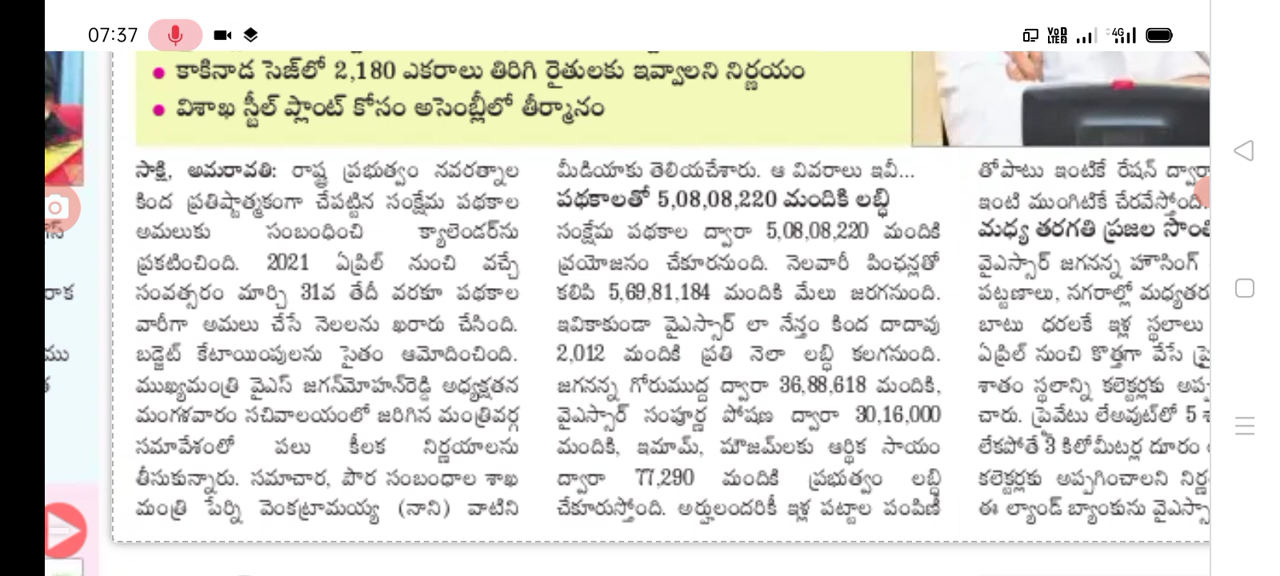 07:37
VoD LTE
4G
కాకినాడ సెజ్‌లో 2,180 ఎకరాలు తిరిగి రైతులకు ఇవ్వాలని నిర్ణయం
విశాఖ స్టీల్ ప్లాంట్ కోసం అసెంబ్లీలో తీర్మానం
సాక్షి, అమరావతి: రాష్ట్ర ప్రభుత్వం నవరత్నాల
కింద ప్రతిష్టాత్మకంగా చేపట్టిన సంక్షేమ పథకాల
అమలుకు సంబంధించి క్యాలెండర్‌ను
ప్రకటించింది. 2021 ఏప్రిల్ నుంచి వచ్చే
సంవత్సరం మార్చి 31వ తేదీ వరకూ పథకాల
వారీగా అమలు చేసే నెలలను ఖరారు చేసింది.
బడ్జెట్ కేటాయింపులను సైతం ఆమోదించింది.
ముఖ్యమంత్రి వైఎస్ జగన్‌మోహన్‌రెడ్డి అధ్యక్షతన
మంగళవారం సచివాలయంలో జరిగిన మంత్రివర్గ
సమావేశంలో పలు కీలక నిర్ణయాలను
తీసుకున్నారు. సమాచార, పౌర సంబంధాల శాఖ
మంత్రి పేర్ని వెంకట్రామయ్య (నాని) వాటిని
మీడియాకు తెలియచేశారు. ఆ వివరాలు ఇవీ...
పథకాలతో 5,08,08,220 మందికి లబ్ధి
సంక్షేమ పథకాల ద్వారా 5,08,08,220 మందికి
ప్రయోజనం చేకూరనుంది. నెలవారీ పింఛన్లతో
కలిపి 5,69,81,184 మందికి మేలు జరగనుంది.
ఇవికాకుండా వైఎస్సార్ లా నేస్తం కింద దాదాపు
2,012 మందికి ప్రతి నెలా లబ్ధి కలగనుంది.
జగనన్న గోరుముద్ద ద్వారా 36,88,618 మందికి,
వైఎస్సార్ సంపూర్ణ పోషణ ద్వారా 30,16,000
మందికి, ఇమామ్, మౌజమ్‌లకు ఆర్థిక సాయం
ద్వారా 77,290 మందికి ప్రభుత్వం లబ్ధి
చేకూరుస్తోంది. అర్హులందరికీ ఇళ్ల పట్టాల పంపిణీ
తోపాటు ఇంటికే రేషన్ ద్వారా
ఇంటి ముంగిటికే చేరవేస్తోంది.
మధ్య తరగతి ప్రజల
వైఎస్సార్ జగనన్న హౌసింగ్
పట్టణాలు, నగరాల్లో
బాటు ధరలకే ఇళ్ల స్థలాలు
ఏప్రిల్ నుంచి కొత్తగా వేసే
శాతం స్థలాన్ని కలెక్టర్లకు
చారు. ప్రైవేటు లేఅవుట్‌లో 5
లేకపోతే 3 కిలోమీటర్ల దూరం
కలెక్టర్లకు అప్పగించాలని
ఈ ల్యాండ్ బ్యాంకును